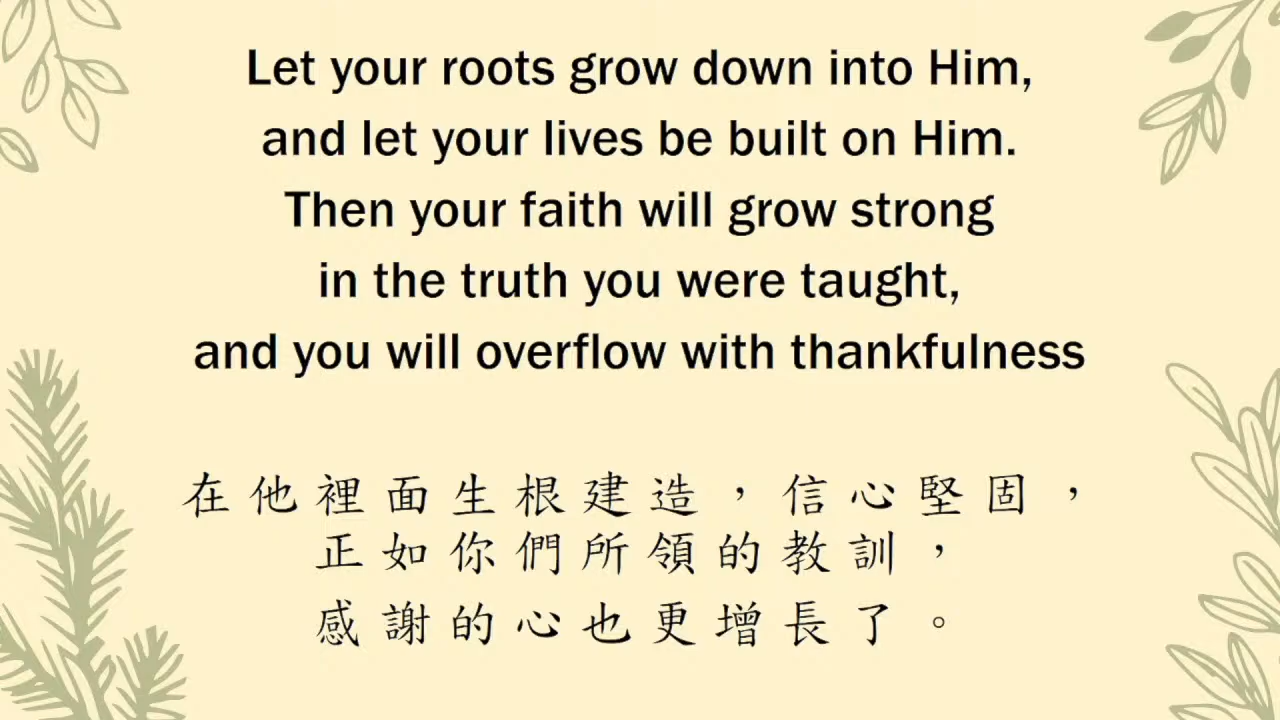 Let your roots grow down into Him,
and let your lives be built on Him.
Then your faith will grow strong
in the truth you were taught,
and you will overflow with thankfulness
在他裡面生根建造，信心堅固，
正如你們所領的教訓，
感謝的心也更增長了。